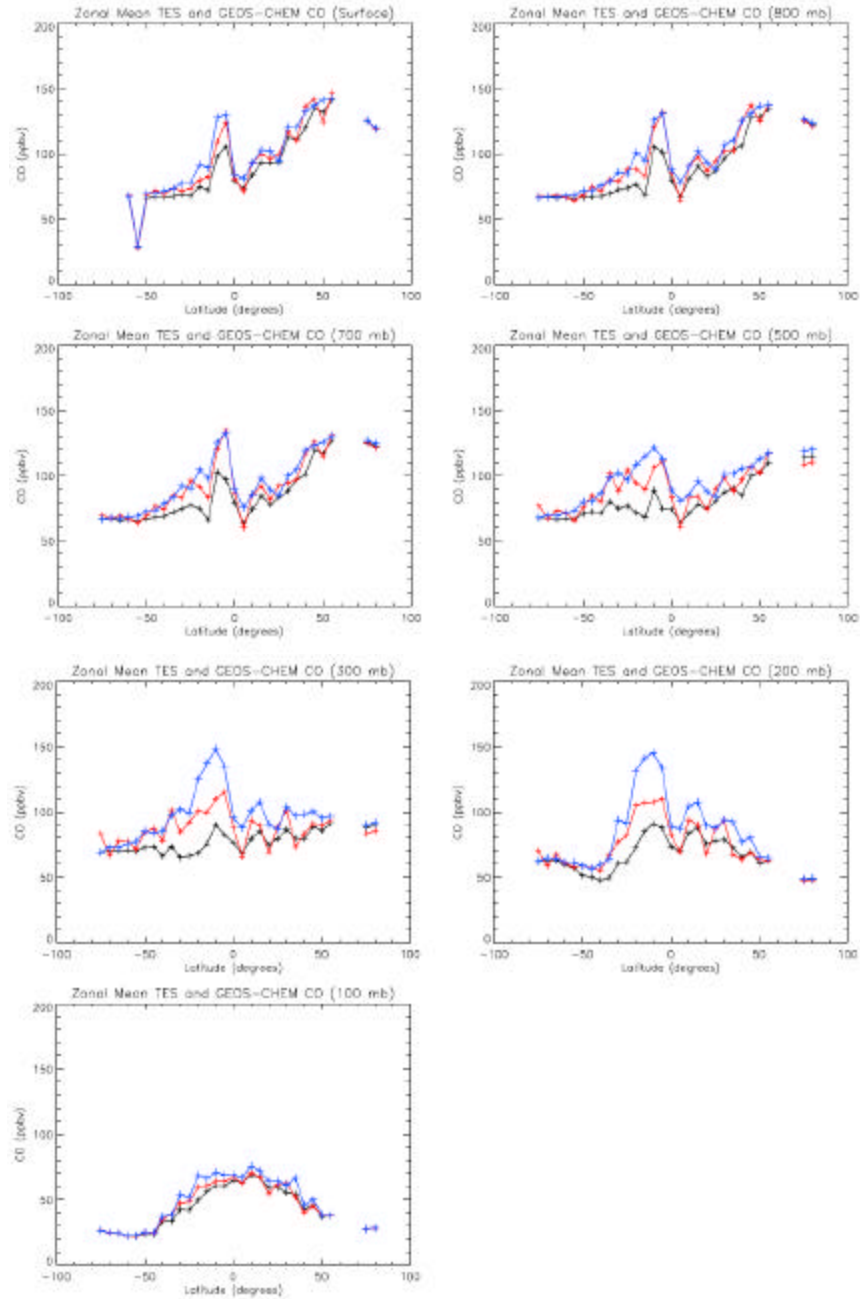 Zonal Mean TES and GEOS-CHEM CO (Surface)
200
150
100
50
0
CO (ppbv)
-100 -50 0 50 100
Latitude (degrees)
Zonal Mean TES and GEOS-CHEM CO (800 mb)
200
150
100
50
0
CO (ppbv)
-100 -50 0 50 100
Latitude (degrees)
Zonal Mean TES and GEOS-CHEM CO (700 mb)
200
150
100
50
0
CO (ppbv)
-100 -50 0 50 100
Latitude (degrees)
Zonal Mean TES and GEOS-CHEM CO (500 mb)
200
150
100
50
0
CO (ppbv)
-100 -50 0 50 100
Latitude (degrees)
Zonal Mean TES and GEOS-CHEM CO (300 mb)
200
150
100
50
0
CO (ppbv)
-100 -50 0 50 100
Latitude (degrees)
Zonal Mean TES and GEOS-CHEM CO (200 mb)
200
150
100
50
0
CO (ppbv)
-100 -50 0 50 100
Latitude (degrees)
Zonal Mean TES and GEOS-CHEM CO (100 mb)
200
150
100
50
0
CO (ppbv)
-100 -50 0 50 100
Latitude (degrees)